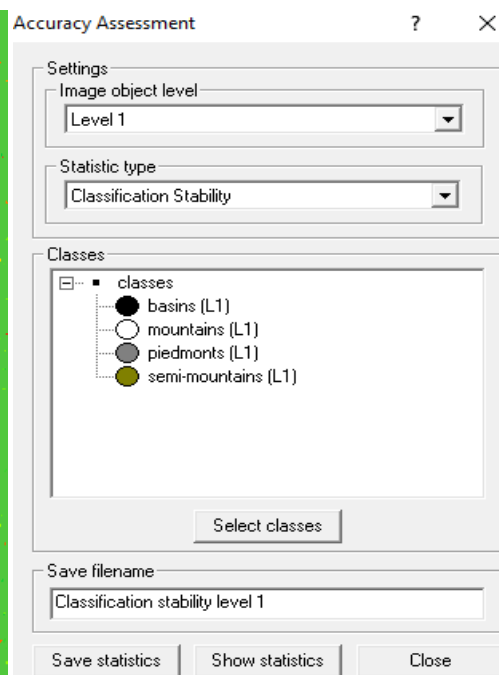 Accuracy Assessment ?
Settings
Image object level
Level 1
Statistic type
Classification Stability
Classes
classes
basins (L1)
mountains (L1)
piedmonts (L1)
semi-mountains (L1)
Select classes
Save filename
Classification stability level 1
Save statistics Show statistics Close